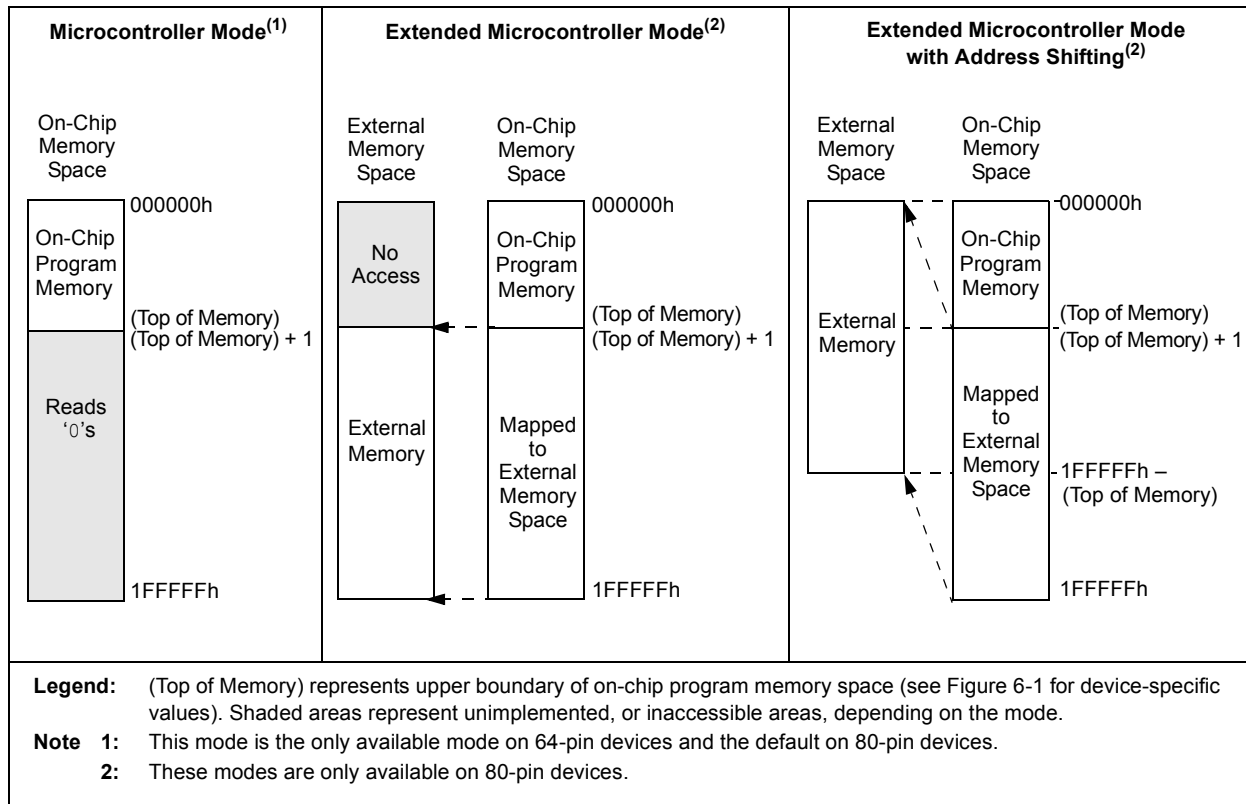 Microcontroller Mode(1)
On-Chip
Memory
Space
000000h
On-Chip
Program
Memory
(Top of Memory)
(Top of Memory) + 1
Reads
‘0’s
1FFFFFh
Extended Microcontroller Mode(2)
External
Memory
Space
On-Chip
Memory
Space
000000h
No
Access
On-Chip
Program
Memory
(Top of Memory)
(Top of Memory) + 1
External
Memory
Mapped
to
External
Memory
Space
1FFFFFh
Extended Microcontroller Mode
with Address Shifting(2)
External
Memory
Space
On-Chip
Memory
Space
000000h
On-Chip
Program
Memory
External
Memory
(Top of Memory)
(Top of Memory) + 1
Mapped
to
External
Memory
Space
1FFFFFh –
(Top of Memory)
1FFFFFh
Legend: (Top of Memory) represents upper boundary of on-chip program memory space (see Figure 6-1 for device-specific
values). Shaded areas represent unimplemented, or inaccessible areas, depending on the mode.
Note 1: This mode is the only available mode on 64-pin devices and the default on 80-pin devices.
2: These modes are only available on 80-pin devices.